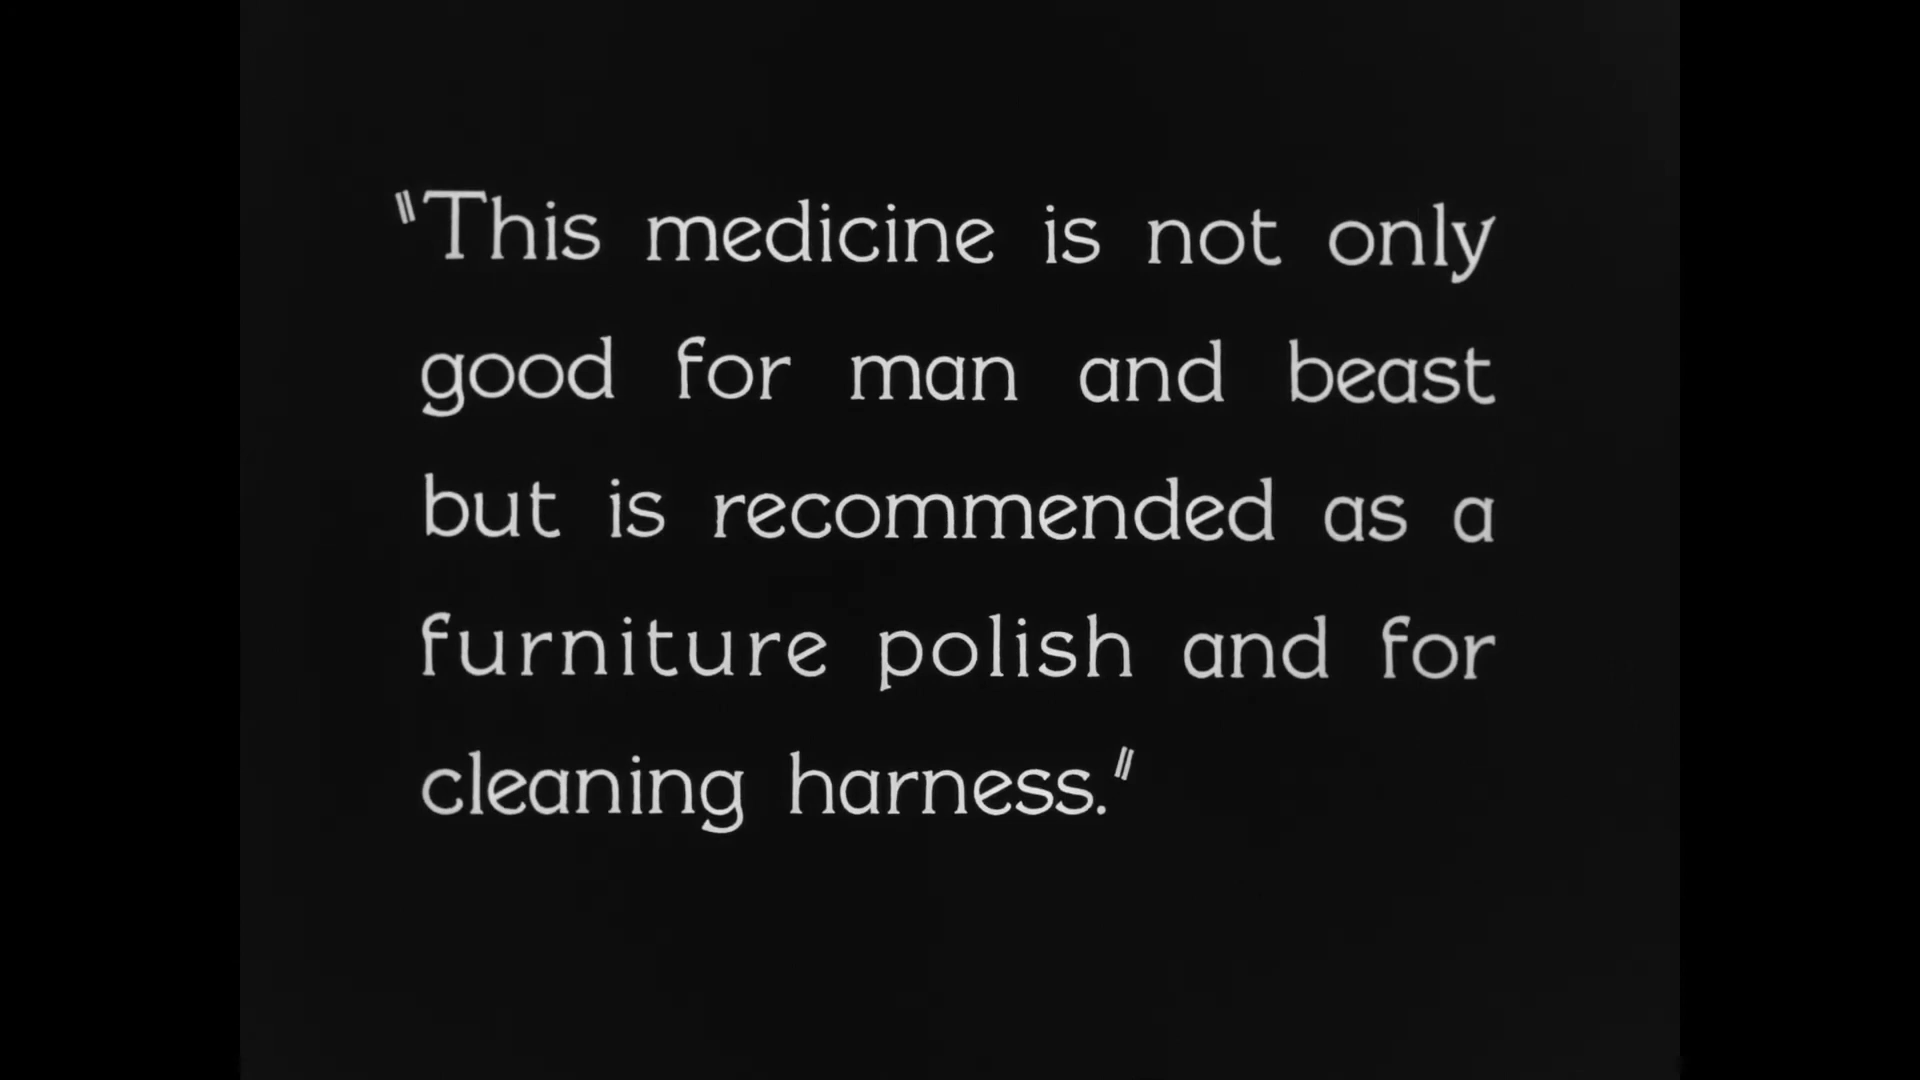 "This medicine is not only
good for man and beast
but is recommended as a
furniture polish and for
cleaning harness."